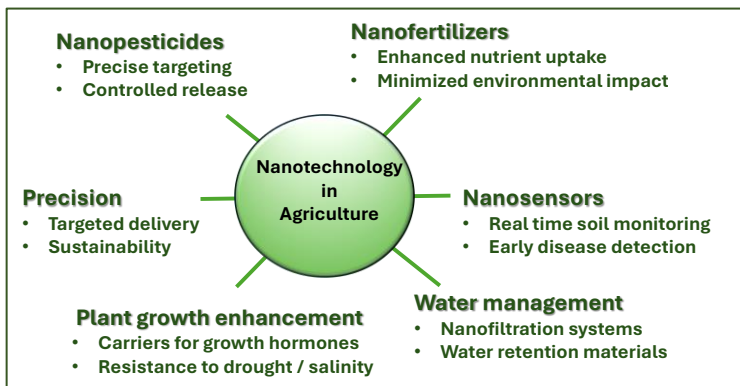 Nanopesticides
• Precise targeting
• Controlled release
Nanofertilizers
• Enhanced nutrient uptake
• Minimized environmental impact
Nanotechnology
in
Agriculture
Precision
• Targeted delivery
• Sustainability
Nanosensors
• Real time soil monitoring
• Early disease detection
Plant growth enhancement
• Carriers for growth hormones
• Resistance to drought / salinity
Water management
• Nanofiltration systems
• Water retention materials